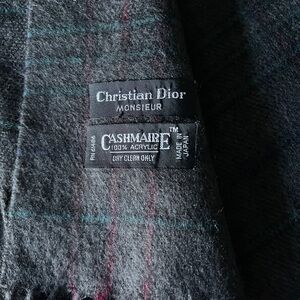 Christian Dior
MONSIEUR
CASHMAIRE™
100% ACRYLIC
DRY CLEAN ONLY
MADE IN
JAPAN